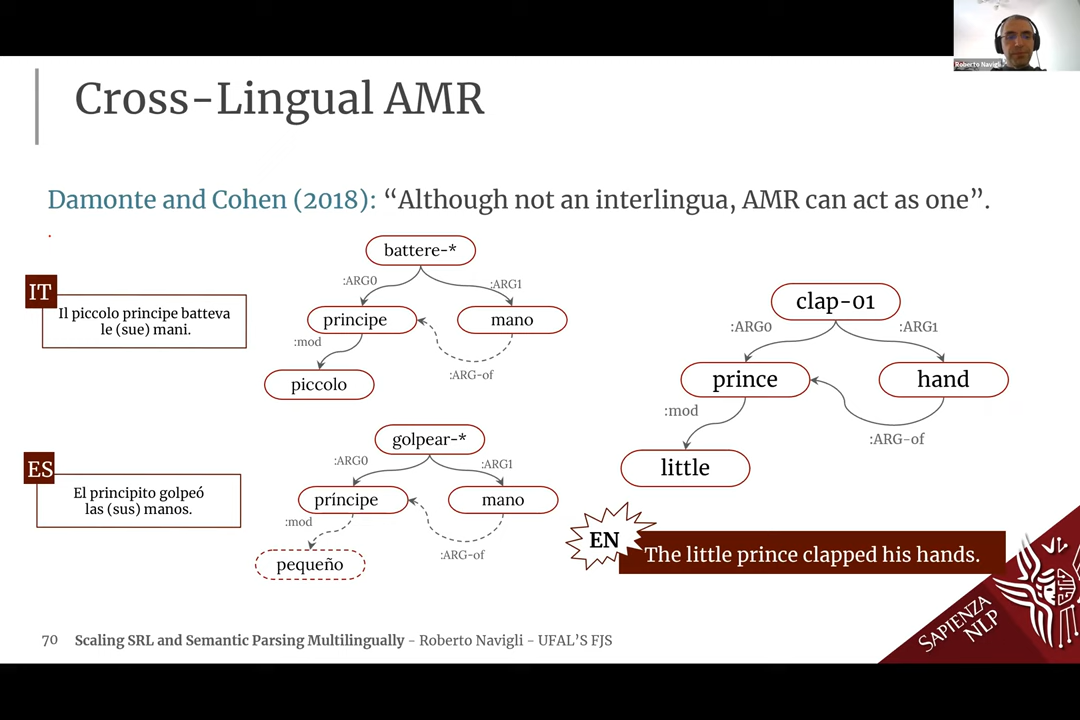 Roberto Navigli
Cross-Lingual AMR
Damonte and Cohen (2018): “Although not an interlingua, AMR can act as one”.
IT
Il piccolo principe batteva
le (sue) mani.
battere-*
:ARG0
:ARG1
principe
mano
:mod
:ARG-of
piccolo
ES
El principito golpeó
las (sus) manos.
golpear-*
:ARG0
:ARG1
príncipe
mano
:mod
:ARG-of
pequeño
clap-01
:ARG0
:ARG1
prince
hand
:mod
:ARG-of
little
EN
The little prince clapped his hands.
70 Scaling SRL and Semantic Parsing Multilingually - Roberto Navigli - UFAL’S FJS
SAPIENZA
NLP